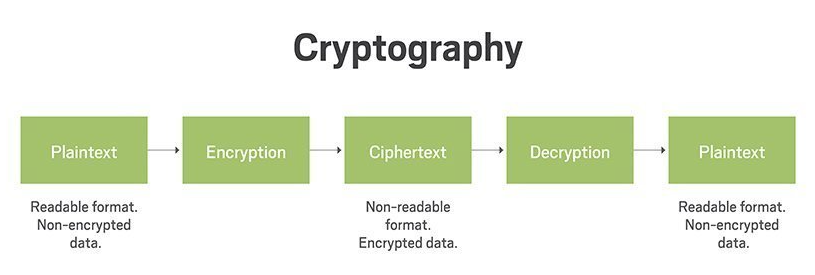 Cryptography
Plaintext
Encryption
Ciphertext
Decryption
Plaintext
Readable format.
Non-encrypted
data.
Non-readable
format.
Encrypted data.
Readable format.
Non-encrypted
data.